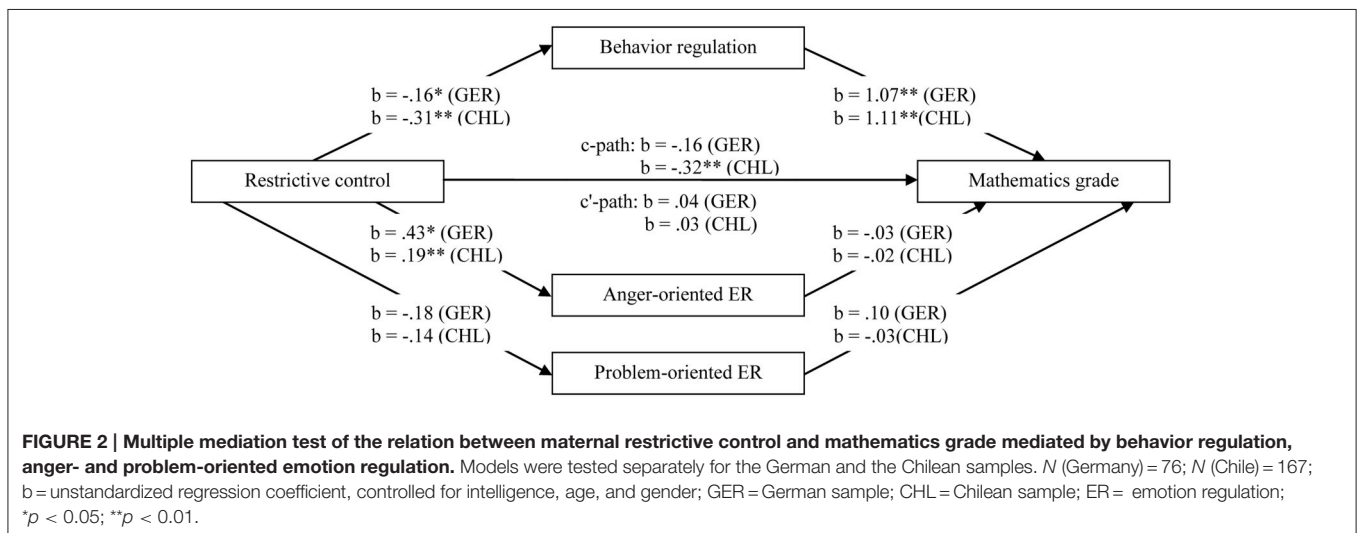 Behavior regulation
b = -.16* (GER)
b = -.31** (CHL)
b = 1.07** (GER)
b = 1.11**(CHL)
c-path: b = -.16 (GER)
b = -.32** (CHL)
Restrictive control
Mathematics grade
c'-path: b = .04 (GER)
b = .03 (CHL)
b = .43* (GER)
b = .19** (CHL)
b = -.03 (GER)
b = -.02 (CHL)
Anger-oriented ER
b = -.18 (GER)
b = -.14 (CHL)
b = .10 (GER)
b = -.03(CHL)
Problem-oriented ER
FIGURE 2 | Multiple mediation test of the relation between maternal restrictive control and mathematics grade mediated by behavior regulation,
anger- and problem-oriented emotion regulation. Models were tested separately for the German and the Chilean samples. N (Germany) = 76; N (Chile) = 167;
b = unstandardized regression coefficient, controlled for intelligence, age, and gender; GER = German sample; CHL = Chilean sample; ER = emotion regulation;
*p < 0.05; **p < 0.01.